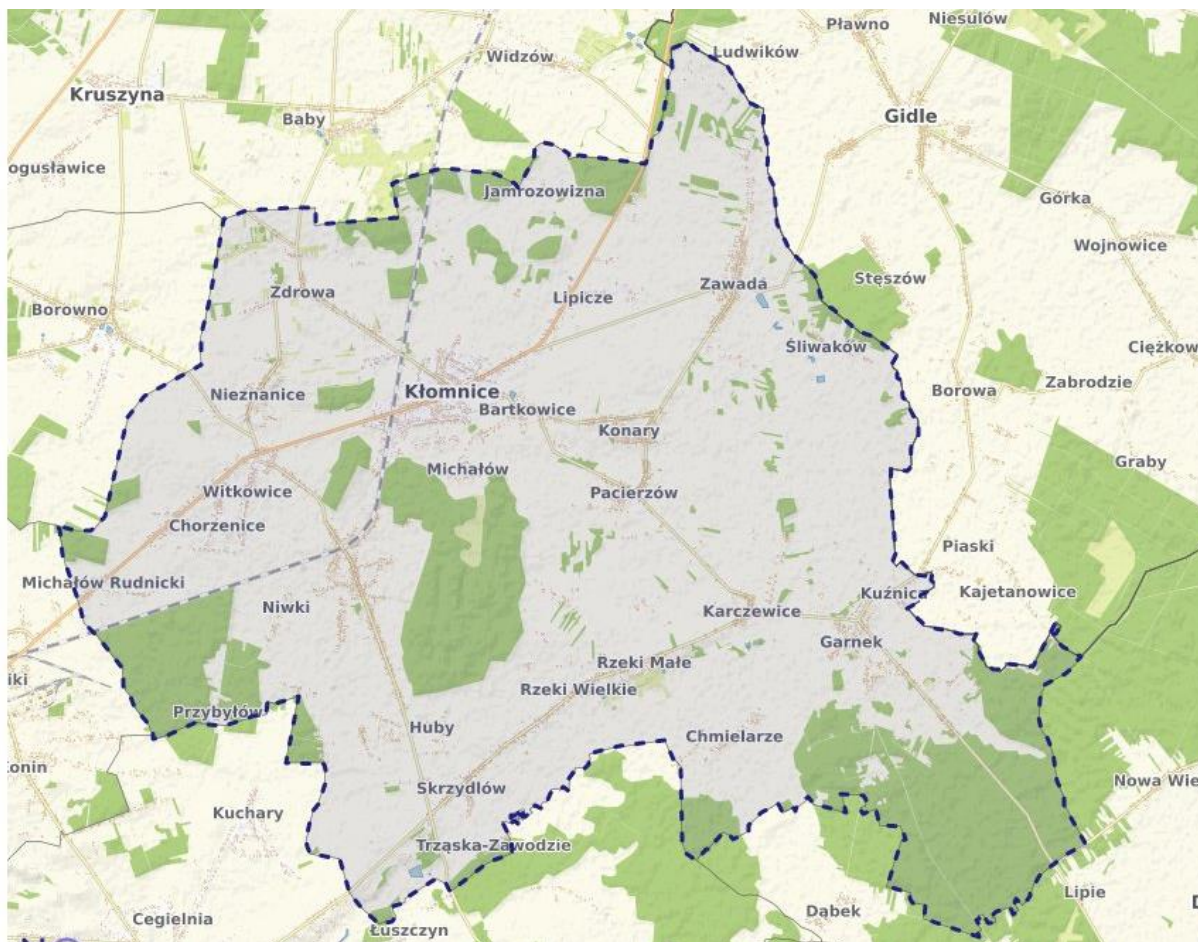 Pławno
Niesułów
Ludwików
Widzów
Kruszyna
Baby
Gidle
ogusławice
Jamrozowizna
Górka
Wojnowice
Stęszów
Zawada
Zdrowa
Lipicze
Borowno
Śliwaków
Ciężkow
Zabrodzie
Borowa
Nieznanice
Kłomnice
Bartkowice
Konary
Graby
Michałów
Witkowice
Pacierzów
Chorzenice
Piaski
Michałów Rudnicki
Kuźnica
Kajetanowice
Niwki
Karczewice
Garnek
Rzeki Małe
iki
Rzeki Wielkie
Przybyłów
Huby
Chmielarze
onin
Nowa Wie
Skrzydlów
Kuchary
Trząska-Zawodzie
Lipie
D
Dąbek
Cegielnia
Łuszczyn